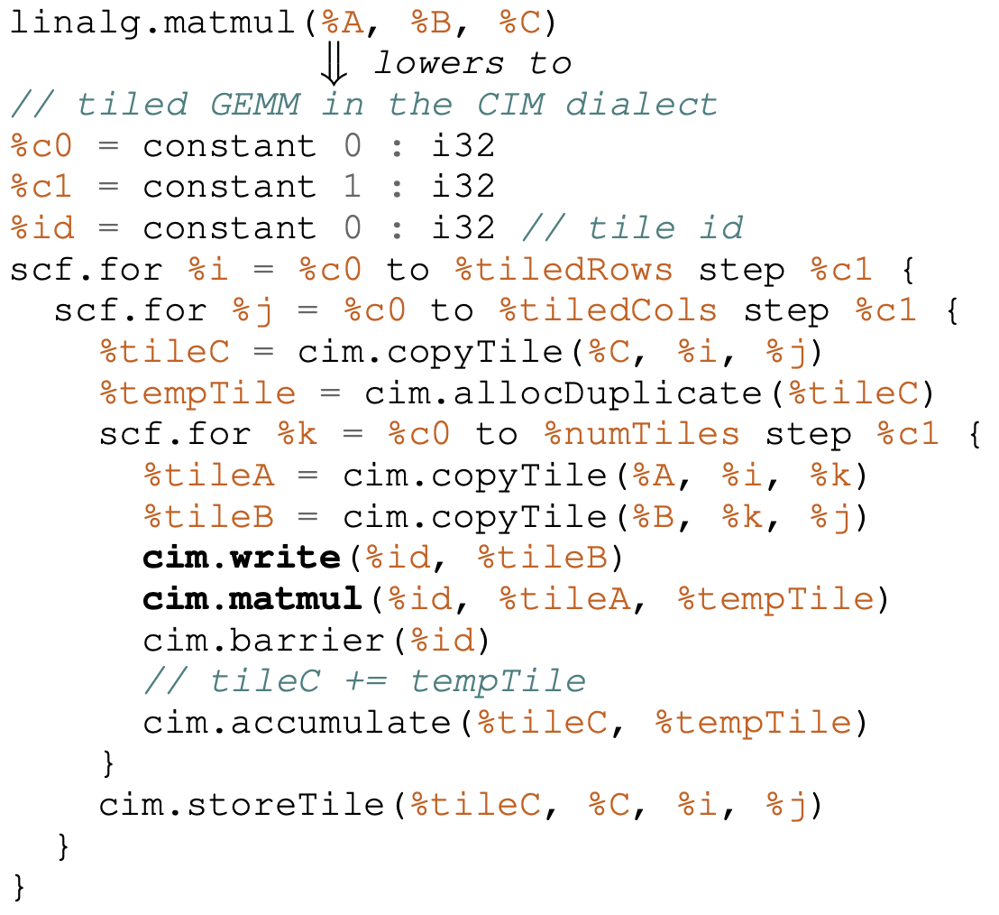 linalg.matmul(%A, %B, %C)
⇓ lowers to
// tiled GEMM in the CIM dialect
%c0 = constant 0 : i32
%c1 = constant 1 : i32
%id = constant 0 : i32 // tile id
scf.for %i = %c0 to %tiledRows step %c1 {
  scf.for %j = %c0 to %tiledCols step %c1 {
    %tileC = cim.copyTile(%C, %i, %j)
    %tempTile = cim.allocDuplicate(%tileC)
    scf.for %k = %c0 to %numTiles step %c1 {
      %tileA = cim.copyTile(%A, %i, %k)
      %tileB = cim.copyTile(%B, %k, %j)
      cim.write(%id, %tileB)
      cim.matmul(%id, %tileA, %tempTile)
      cim.barrier(%id)
      // tileC += tempTile
      cim.accumulate(%tileC, %tempTile)
    }
    cim.storeTile(%tileC, %C, %i, %j)
  }
}